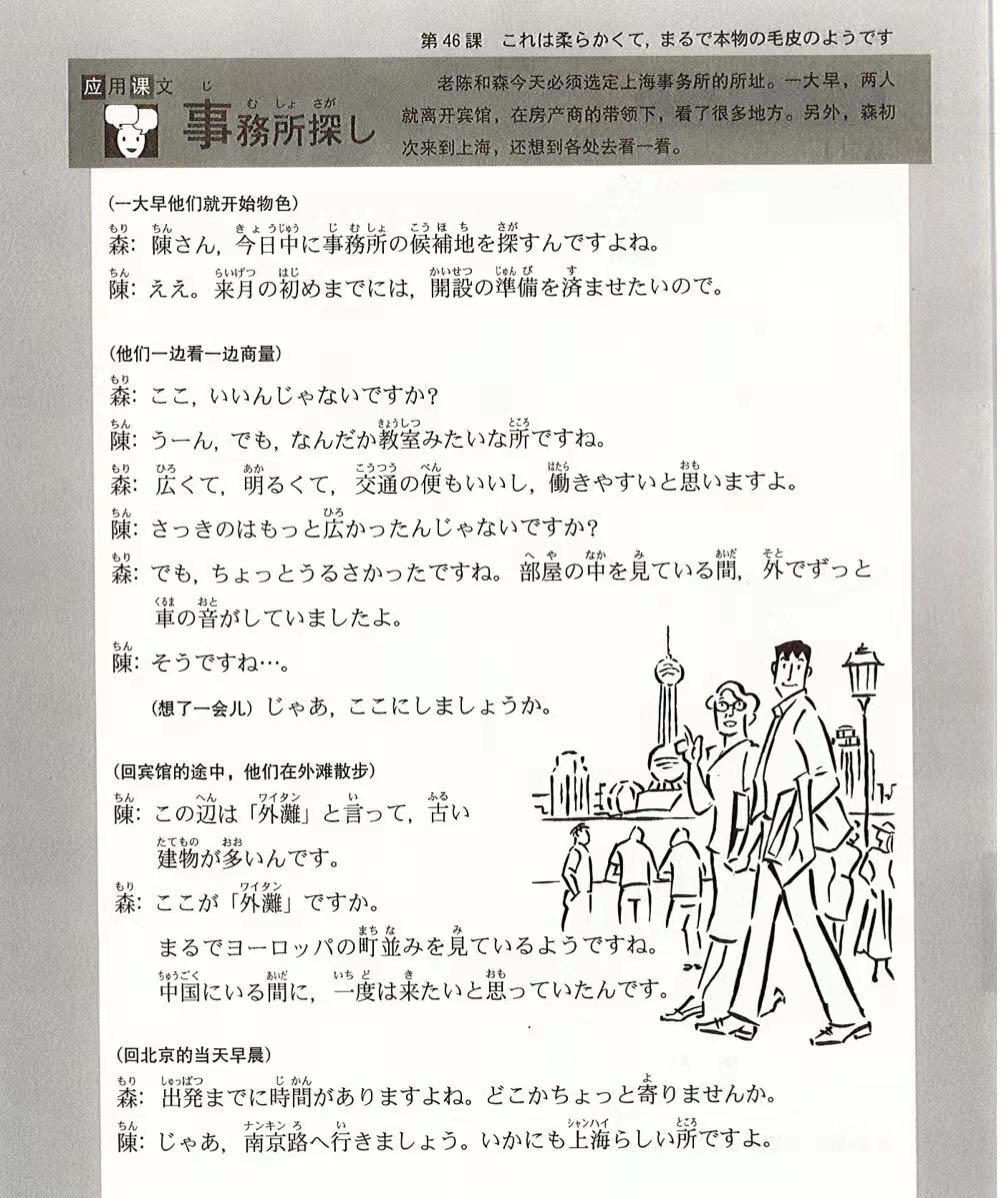 第46課 これは柔らかくて，まるで本物の毛皮のようです
应用课文
事務所探し
老陈和森今天必须选定上海事务所的所址。一大早，两人
就离开宾馆，在房产商的带领下，看了很多地方。另外，森初
次来到上海，还想到各处去看一看。
(一大早他们就开始物色)
森：陳さん，今日中に事務所の候補地を探すんですよね。
陳：ええ。来月の初めまでには，開設の準備を済ませたいので。
(他们一边看一边商量)
森：ここ，いいんじゃないですか?
陳：うーん，でも，なんだか教室みたいな所ですね。
森：広くて，明るくて，交通の便もいいし，働きやすいと思いますよ。
陳：さっきのはもっと広かったんじゃないですか?
森：でも，ちょっとうるさかったですね。部屋の中を見ている間，外でずっと
車の音がしていましたよ。
陳：そうですね…。
(想了一会儿) じゃあ，ここにしましょうか。
(回宾馆的途中，他们在外滩散步)
陳：この辺は「外灘」と言って，古い
建物が多いんです。
森：ここが「外灘」ですか。
まるでヨーロッパの町並みを見ているようですね。
中国にいる間に，一度は来たいと思っていたんです。
(回北京的当天早晨)
森：出発までに時間がありますよね。どこかちょっと寄りませんか。
陳：じゃあ，南京路へ行きましょう。いかにも上海らしい所ですよ。